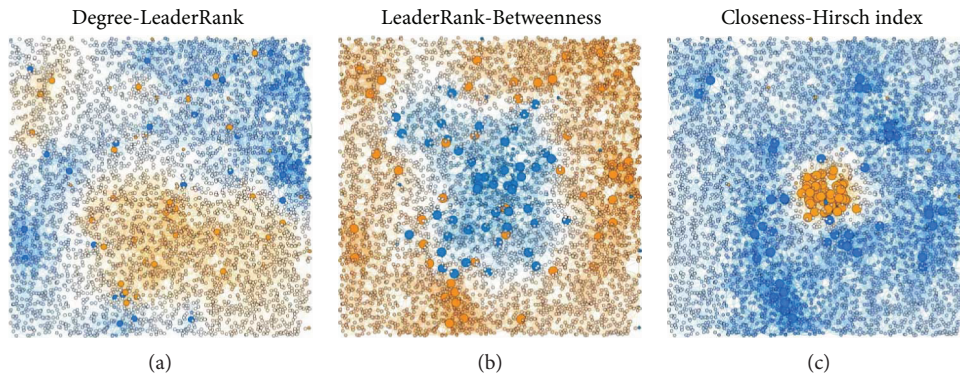 Degree-LeaderRank
LeaderRank-Betweenness
Closeness-Hirsch index
(a)
(b)
(c)